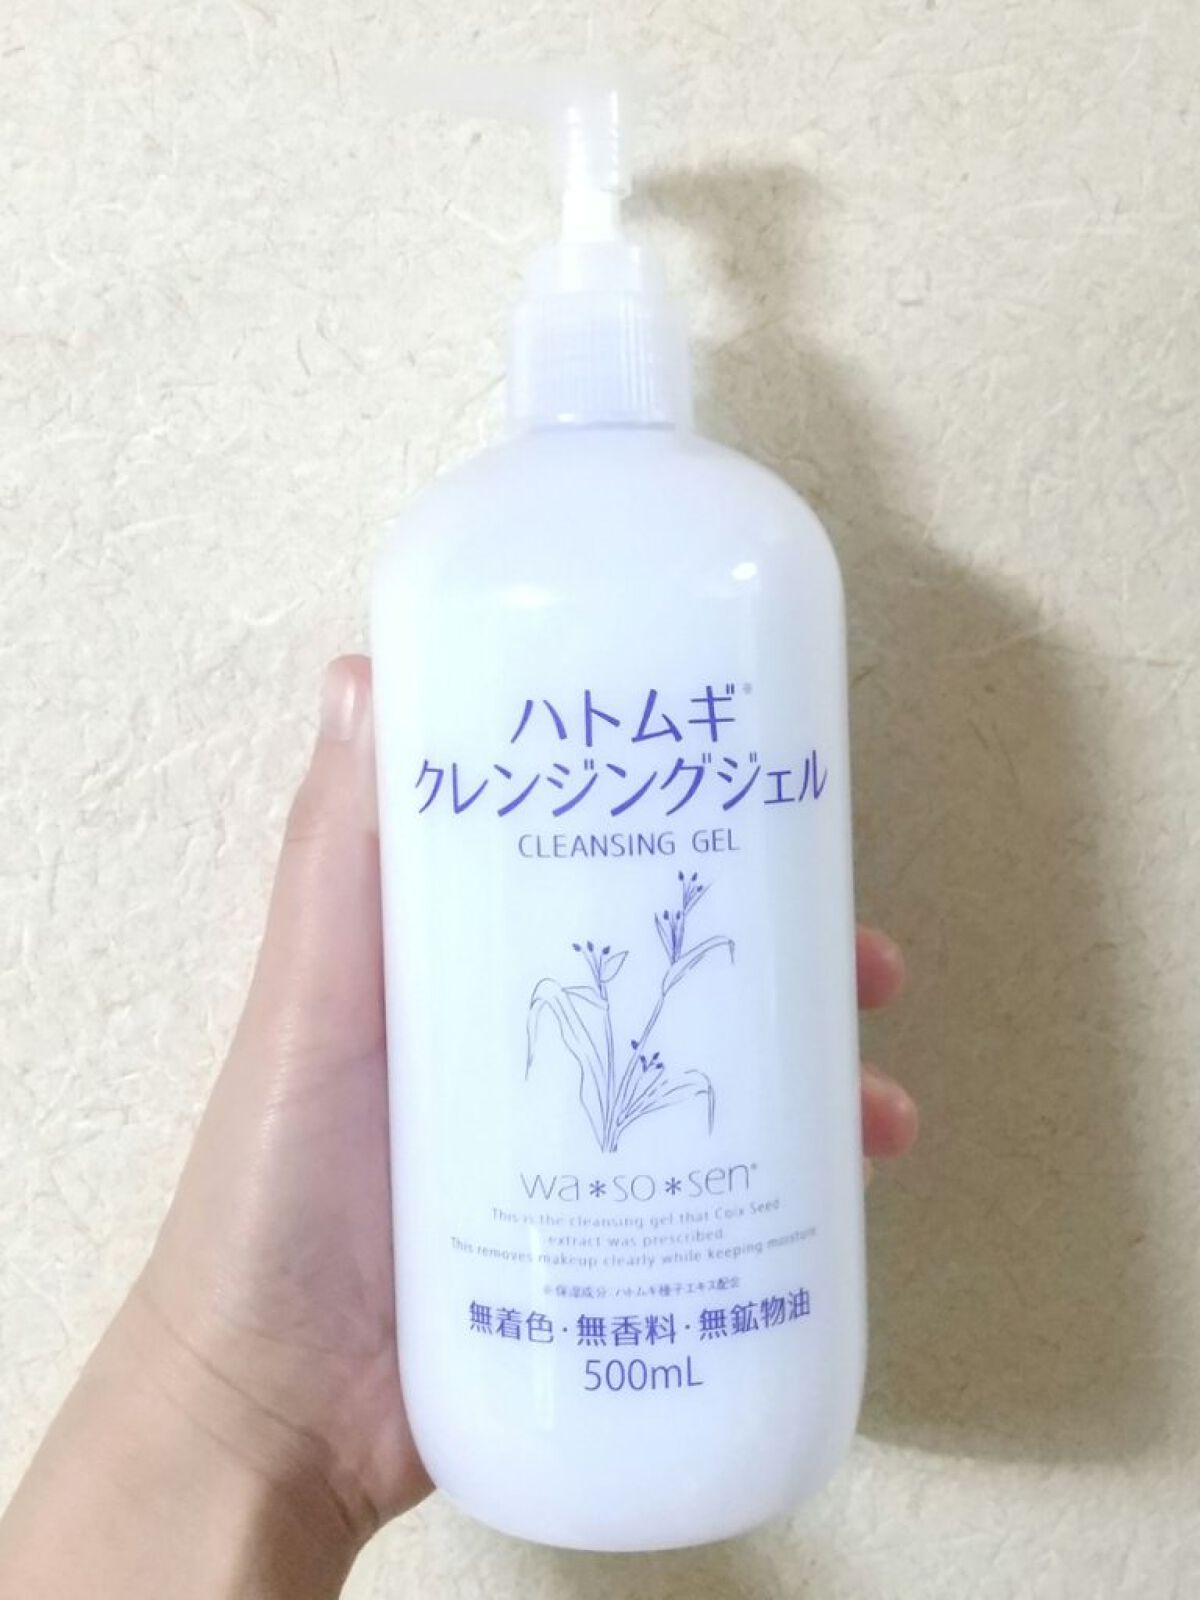 ハトムギ※
クレンジングジェル
CLEANSING GEL
wa*so*sen®
This is the cleansing gel that Coix Seed
extract was prescribed.
This removes makeup clearly while keeping moisture.
※保湿成分:ハトムギ種子エキス配合
無着色・無香料・無鉱物油
500mL